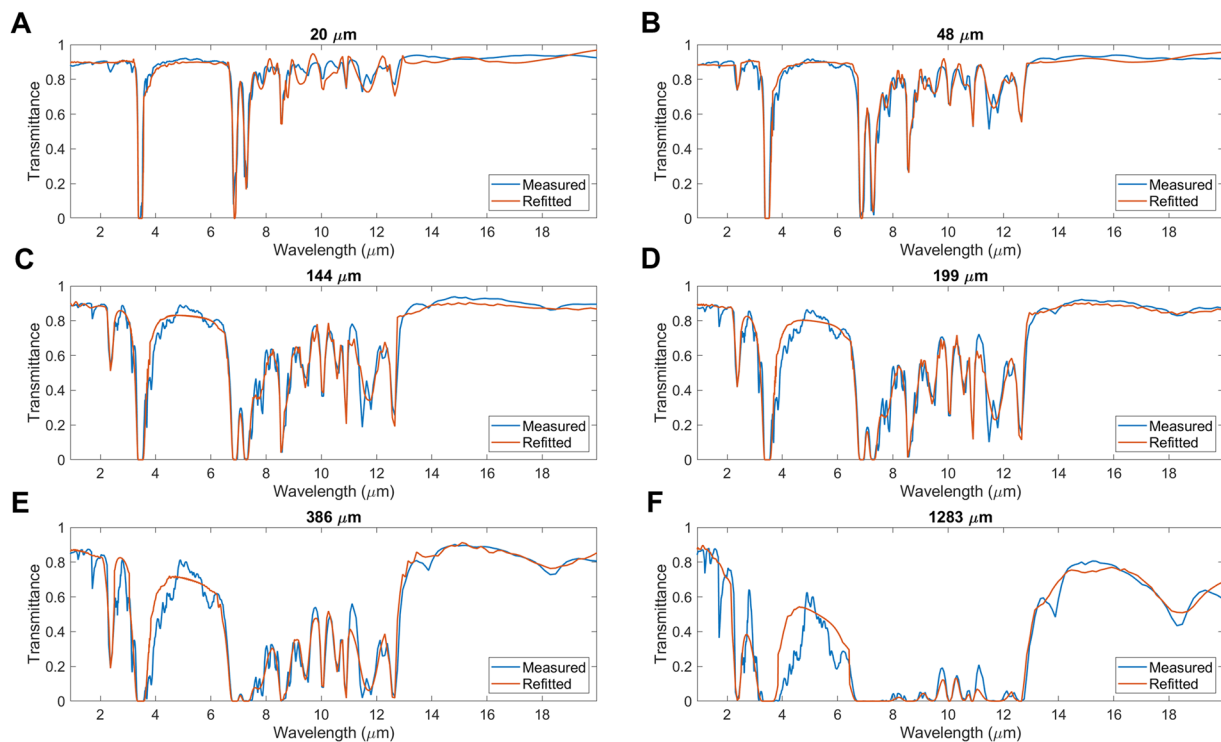 A
20 μm
Transmittance
1
0.8
0.6
0.4
0.2
0
2 4 6 8 10 12 14 16 18
Wavelength (μm)
Measured
Refitted
B
48 μm
Transmittance
1
0.8
0.6
0.4
0.2
0
2 4 6 8 10 12 14 16 18
Wavelength (μm)
Measured
Refitted
C
144 μm
Transmittance
1
0.8
0.6
0.4
0.2
0
2 4 6 8 10 12 14 16 18
Wavelength (μm)
Measured
Refitted
D
199 μm
Transmittance
1
0.8
0.6
0.4
0.2
0
2 4 6 8 10 12 14 16 18
Wavelength (μm)
Measured
Refitted
E
386 μm
Transmittance
1
0.8
0.6
0.4
0.2
0
2 4 6 8 10 12 14 16 18
Wavelength (μm)
Measured
Refitted
F
1283 μm
Transmittance
1
0.8
0.6
0.4
0.2
0
2 4 6 8 10 12 14 16 18
Wavelength (μm)
Measured
Refitted